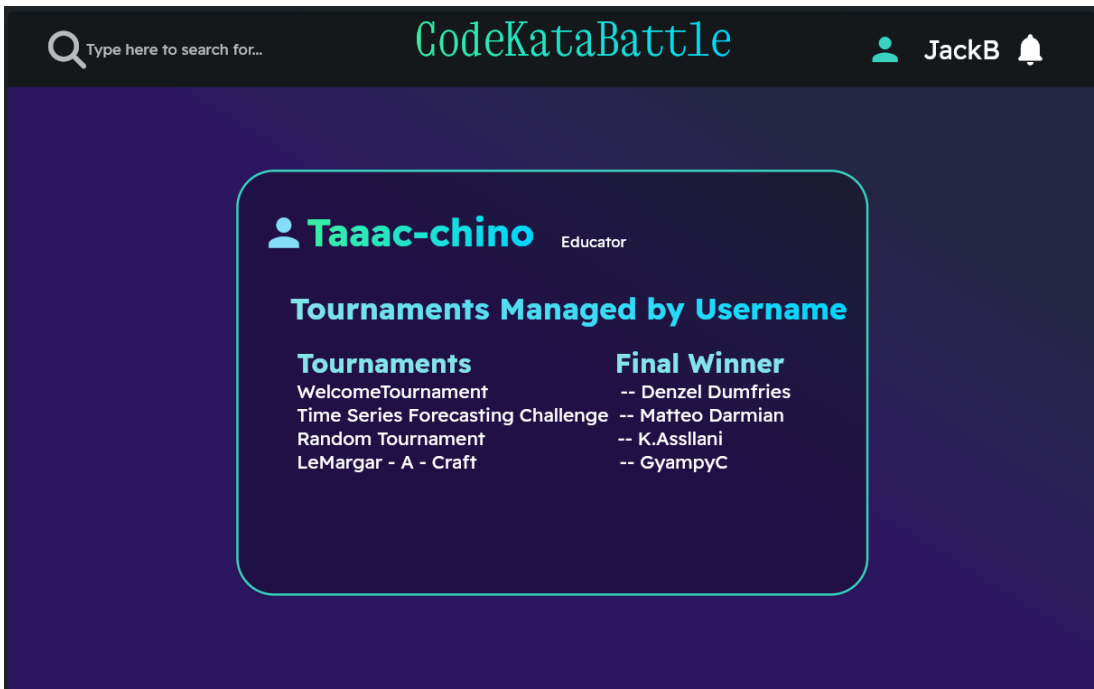 Type here to search for...
CodeKataBattle
JackB
Taaac-chino Educator
Tournaments Managed by Username
Tournaments Final Winner
WelcomeTournament -- Denzel Dumfries
Time Series Forecasting Challenge -- Matteo Darmian
Random Tournament -- K.Assllani
LeMargar - A - Craft -- GyampyC